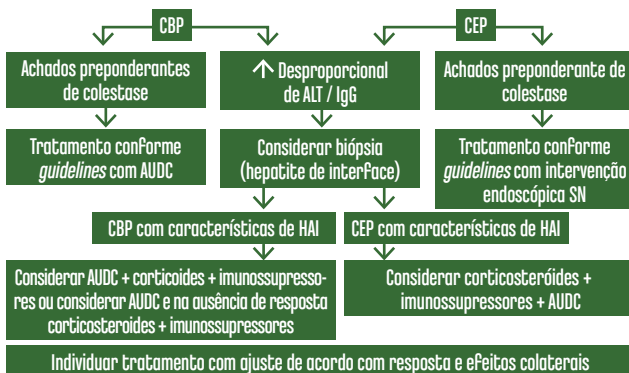 CBP
CEP
Achados preponderantes
de colestase
↑ Desproporcional
de ALT / IgG
Achados preponderante de
colestase
Tratamento conforme
guidelines com AUDC
Considerar biópsia
(hepatite de interface)
Tratamento conforme
guidelines com intervenção
endoscópica SN
CBP com características de HAI
CEP com características de HAI
Considerar AUDC + corticoides + imunossupresso-
res ou considerar AUDC e na ausência de resposta
corticosteroides + imunossupressores
Considerar corticosteróides +
imunossupressores + AUDC
Individuar tratamento com ajuste de acordo com resposta e efeitos colaterais